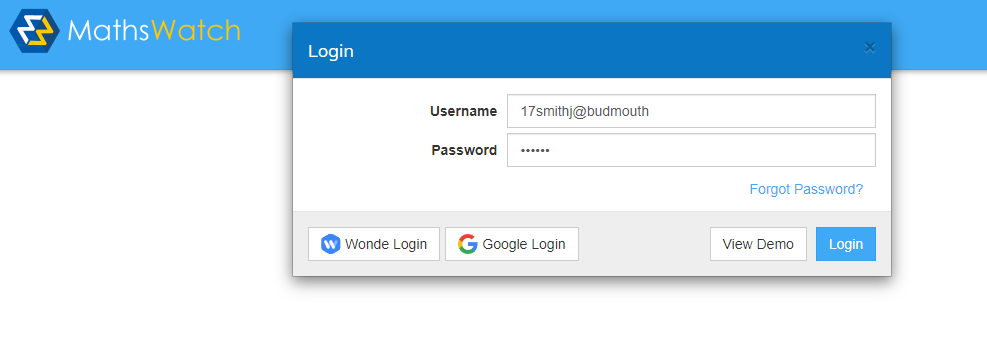 MathsWatch
Login
×
Username 17smithj@budmouth
Password ••••••
Forgot Password?
Wonde Login Google Login View Demo Login